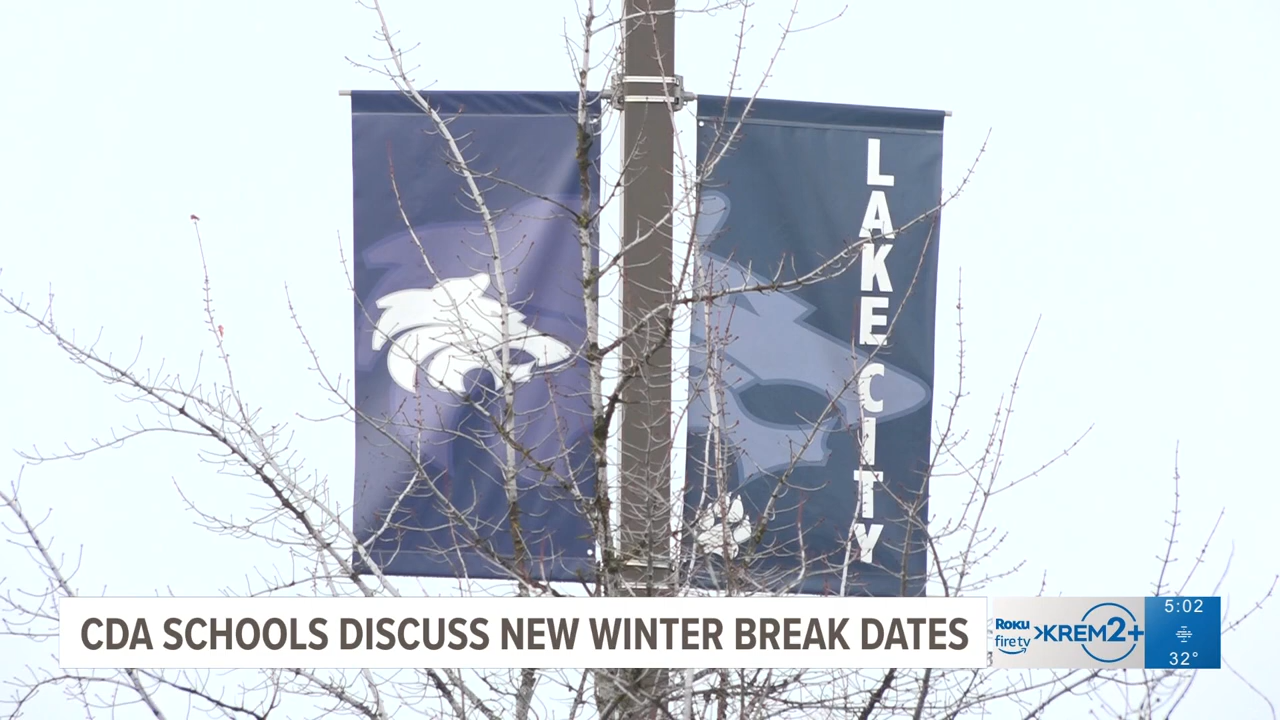 LAKE CITY
CDA SCHOOLS DISCUSS NEW WINTER BREAK DATES
Roku
fire tv
KREM2+
5:02
32°